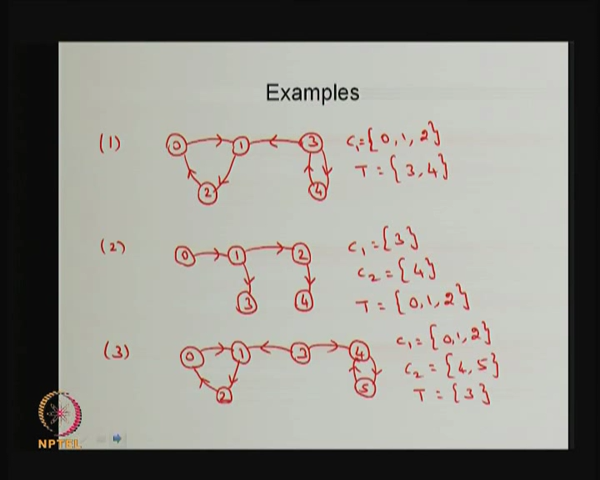 Examples
(1) 0 1 3 C₁={0,1,2}
2 4 T={3,4}
(2) 0 1 2 C₁={3}
3 4 C₂={4}
T={0,1,2}
(3) 0 1 3 4 C₁={0,1,2}
2 5 C₂={4,5}
T={3}
NPTEL